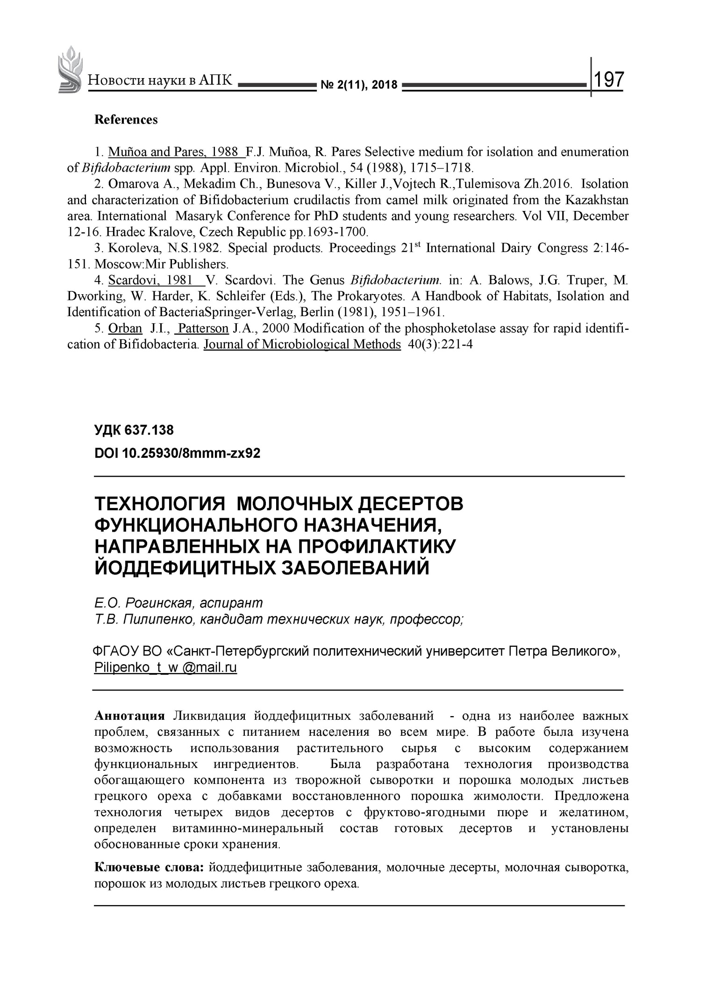 Новости науки в АПК № 2(11), 2018 197
References
1. Muñoa and Pares, 1988 F.J. Muñoa, R. Pares Selective medium for isolation and enumeration
of Bifidobacterium spp. Appl. Environ. Microbiol., 54 (1988), 1715–1718.
2. Omarova A., Mekadim Ch., Bunesova V., Killer J.,Vojtech R.,Tulemisova Zh.2016. Isolation
and characterization of Bifidobacterium crudilactis from camel milk originated from the Kazakhstan
area. International Masaryk Conference for PhD students and young researchers. Vol VII, December
12-16. Hradec Kralove, Czech Republic pp.1693-1700.
3. Koroleva, N.S.1982. Special products. Proceedings 21st International Dairy Congress 2:146-
151. Moscow:Mir Publishers.
4. Scardovi, 1981 V. Scardovi. The Genus Bifidobacterium. in: A. Balows, J.G. Truper, M.
Dworking, W. Harder, K. Schleifer (Eds.), The Prokaryotes. A Handbook of Habitats, Isolation and
Identification of BacteriaSpringer-Verlag, Berlin (1981), 1951–1961.
5. Orban J.I., Patterson J.A., 2000 Modification of the phosphoketolase assay for rapid identifi-
cation of Bifidobacteria. Journal of Microbiological Methods 40(3):221-4
УДК 637.138
DOI 10.25930/8mmm-zx92
ТЕХНОЛОГИЯ МОЛОЧНЫХ ДЕСЕРТОВ
ФУНКЦИОНАЛЬНОГО НАЗНАЧЕНИЯ,
НАПРАВЛЕННЫХ НА ПРОФИЛАКТИКУ
ЙОДДЕФИЦИТНЫХ ЗАБОЛЕВАНИЙ
Е.О. Рогинская, аспирант
Т.В. Пилипенко, кандидат технических наук, профессор;
ФГАОУ ВО «Санкт-Петербургский политехнический университет Петра Великого»,
Pilipenko_t_w @mail.ru
Аннотация Ликвидация йоддефицитных заболеваний - одна из наиболее важных
проблем, связанных с питанием населения во всем мире. В работе была изучена
возможность использования растительного сырья с высоким содержанием
функциональных ингредиентов. Была разработана технология производства
обогащающего компонента из творожной сыворотки и порошка молодых листьев
грецкого ореха с добавками восстановленного порошка жимолости. Предложена
технология четырех видов десертов с фруктово-ягодными пюре и желатином,
определен витаминно-минеральный состав готовых десертов и установлены
обоснованные сроки хранения.
Ключевые слова: йоддефицитные заболевания, молочные десерты, молочная сыворотка,
порошок из молодых листьев грецкого ореха.